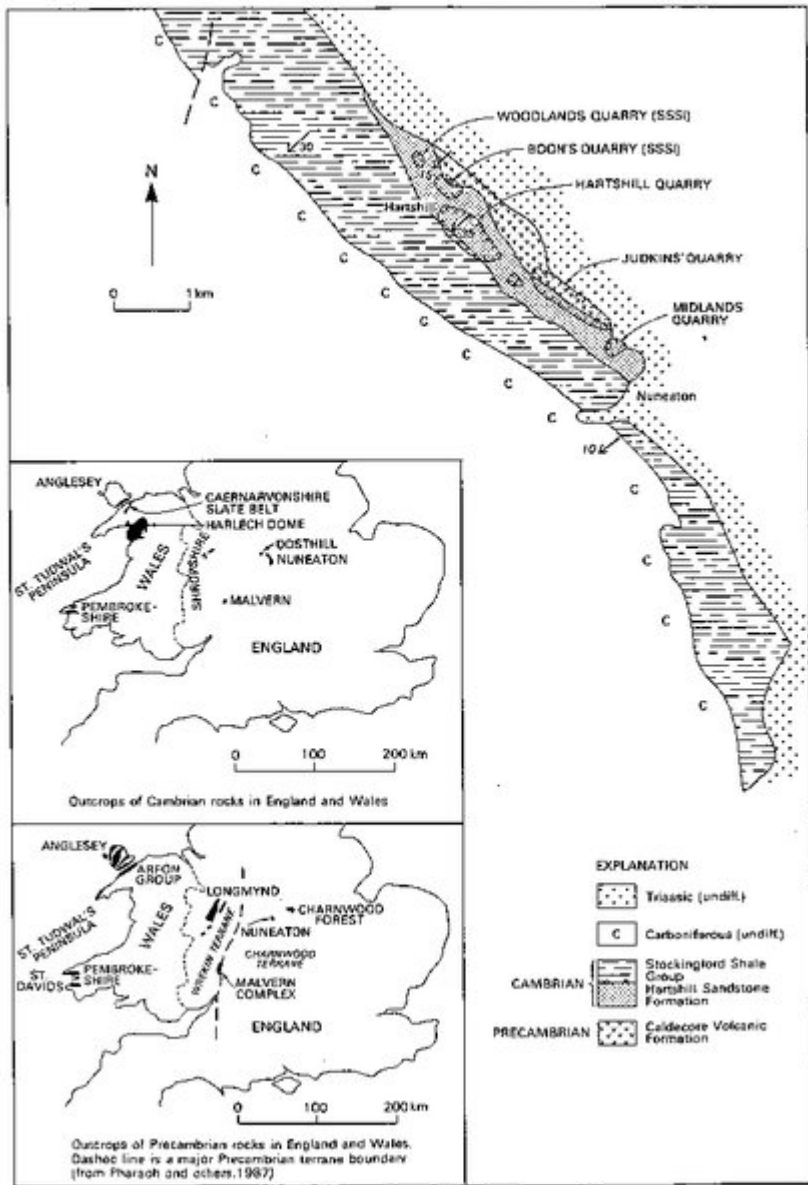 C
WOODLANDS QUARRY (SSSI)
BOON'S QUARRY (SSSI)
HARTSHILL QUARRY
30
15
Hartshill
C
N
C
C
C
JUDKINS' QUARRY
0 1 km
C
MIDLANDS
QUARRY
C
C
C
C
Nuneaton
10
C
C
C
C
ANGLESEY
CAERNARVONSHIRE
SLATE BELT
HARLECH DOME
ST. TUDWAL'S
PENINSULA
WALES
SHROPSHIRE
DOSTHILL
NUNEATON
PEMBROKE-
SHIRE
MALVERN
ENGLAND
0 100 200 km
Outcrops of Cambrian rocks in England and Wales
ANGLESEY
ARFON
GROUP
LONGMYND
ST. TUDWAL'S
PENINSULA
WALES
CHARNWOOD
FOREST
NUNEATON
WREKIN TERRANE
CHARNWOOD
TERRANE
ST.
DAVIDS
PEMBROKE-
SHIRE
MALVERN
COMPLEX
ENGLAND
0 100 200 km
Outcrops of Precambrian rocks in England and Wales.
Dashed line is a major Precambrian terrane boundary
(from Pharaoh and others, 1987)
EXPLANATION
Triassic (undiff.)
C Carboniferous (undiff.)
CAMBRIAN
Stockingford Shale
Group
Hartshill Sandstone
Formation
PRECAMBRIAN
Caldecote Volcanic
Formation